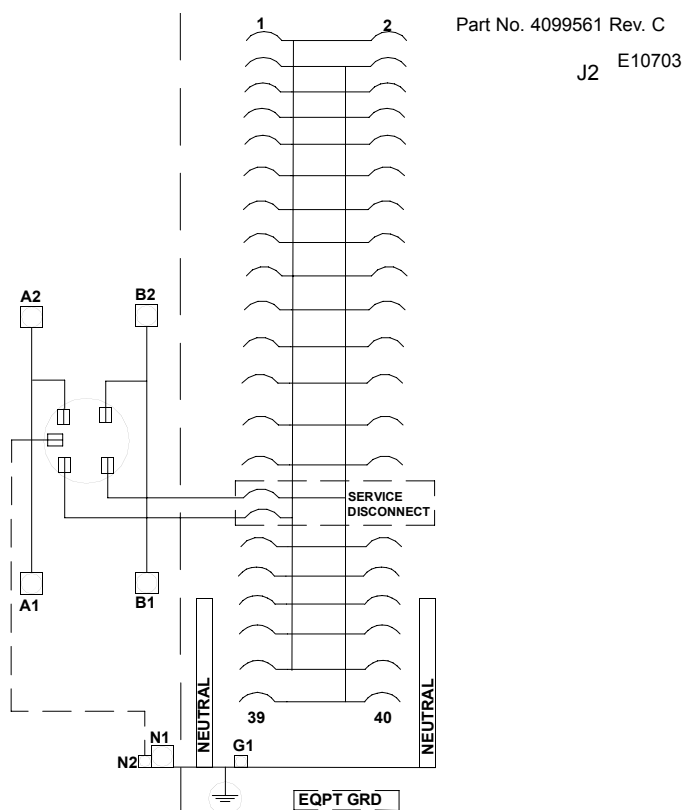 1 2 Part No. 4099561 Rev. C
J2 E10703
A2 B2
SERVICE
DISCONNECT
A1 B1
NEUTRAL NEUTRAL
39 40
N1
N2 G1
EQPT GRD